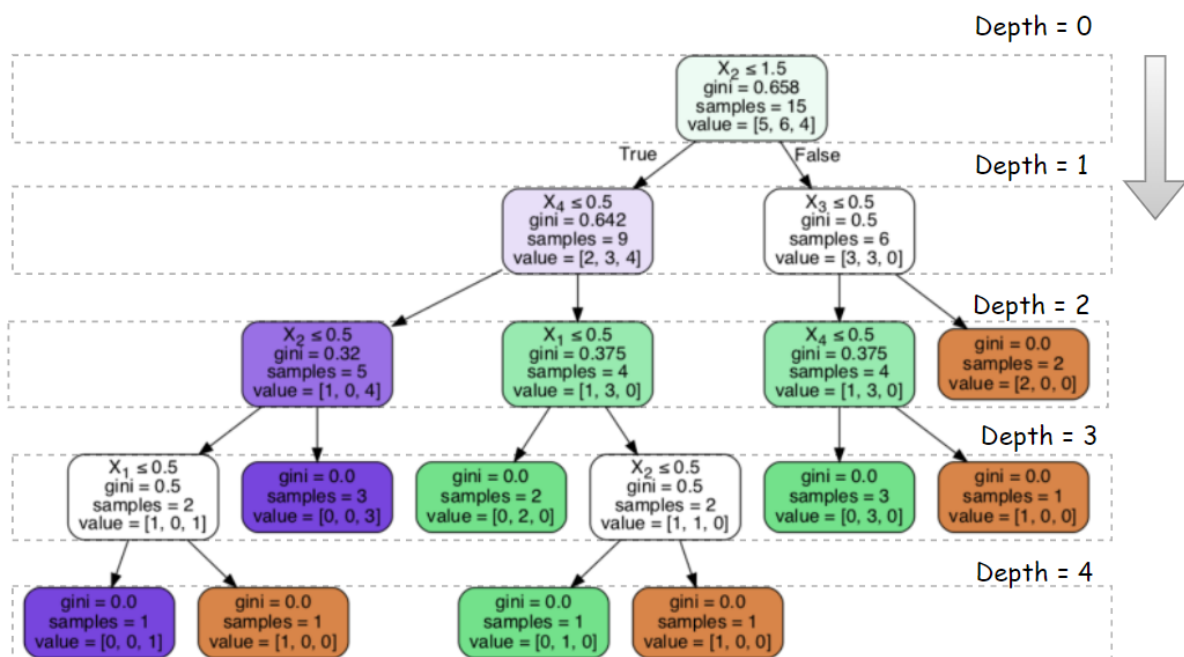 Depth = 0
X₂ ≤ 1.5
gini = 0.658
samples = 15
value = [5, 6, 4]
True
False
Depth = 1
X₄ ≤ 0.5
gini = 0.642
samples = 9
value = [2, 3, 4]
X₃ ≤ 0.5
gini = 0.5
samples = 6
value = [3, 3, 0]
Depth = 2
X₂ ≤ 0.5
gini = 0.32
samples = 5
value = [1, 0, 4]
X₁ ≤ 0.5
gini = 0.375
samples = 4
value = [1, 3, 0]
X₄ ≤ 0.5
gini = 0.375
samples = 4
value = [1, 3, 0]
gini = 0.0
samples = 2
value = [2, 0, 0]
Depth = 3
X₁ ≤ 0.5
gini = 0.5
samples = 2
value = [1, 0, 1]
gini = 0.0
samples = 3
value = [0, 0, 3]
gini = 0.0
samples = 2
value = [0, 2, 0]
X₂ ≤ 0.5
gini = 0.5
samples = 2
value = [1, 1, 0]
gini = 0.0
samples = 3
value = [0, 3, 0]
gini = 0.0
samples = 1
value = [1, 0, 0]
Depth = 4
gini = 0.0
samples = 1
value = [0, 0, 1]
gini = 0.0
samples = 1
value = [1, 0, 0]
gini = 0.0
samples = 1
value = [0, 1, 0]
gini = 0.0
samples = 1
value = [1, 0, 0]